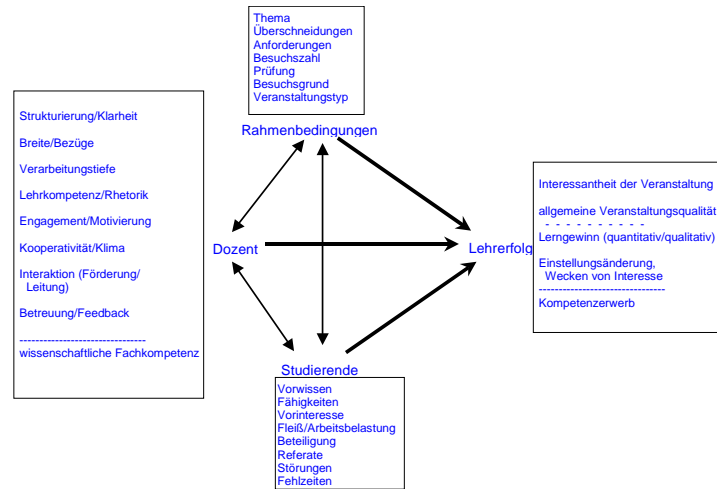 Thema
Überschneidungen
Anforderungen
Besuchszahl
Prüfung
Besuchsgrund
Veranstaltungstyp
Rahmenbedingungen
Strukturierung/Klarheit
Breite/Bezüge
Verarbeitungstiefe
Lehrkompetenz/Rhetorik
Engagement/Motivierung
Kooperativität/Klima
Interaktion (Förderung/
Leitung)
Betreuung/Feedback
--------------------------------
wissenschaftliche Fachkompetenz
Dozent
Lehrerfolg
Interessantheit der Veranstaltung
allgemeine Veranstaltungsqualität
- - - - - - - - - -
Lerngewinn (quantitativ/qualitativ)
Einstellungsänderung,
Wecken von Interesse
--------------------------------
Kompetenzerwerb
Studierende
Vorwissen
Fähigkeiten
Vorinteresse
Fleiß/Arbeitsbelastung
Beteiligung
Referate
Störungen
Fehlzeiten